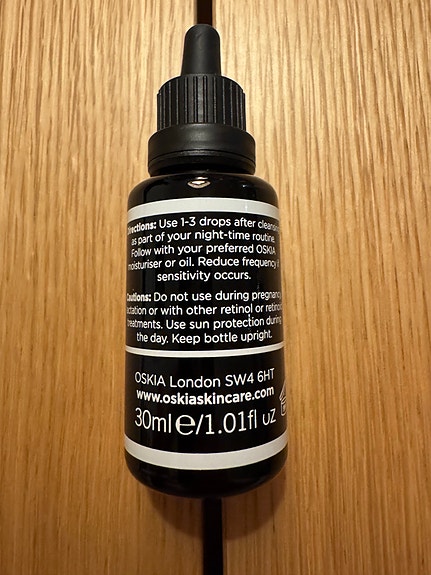 Directions: Use 1-3 drops after cleansing
as part of your night-time routine.
Follow with your preferred OSKIA
moisturiser or oil. Reduce frequency if
sensitivity occurs.
Cautions: Do not use during pregnancy,
lactation or with other retinol or retinoid
treatments. Use sun protection during
the day. Keep bottle upright.
OSKIA London SW4 6HT
www.oskiaskincare.com
30ml℮/1.01fl oz